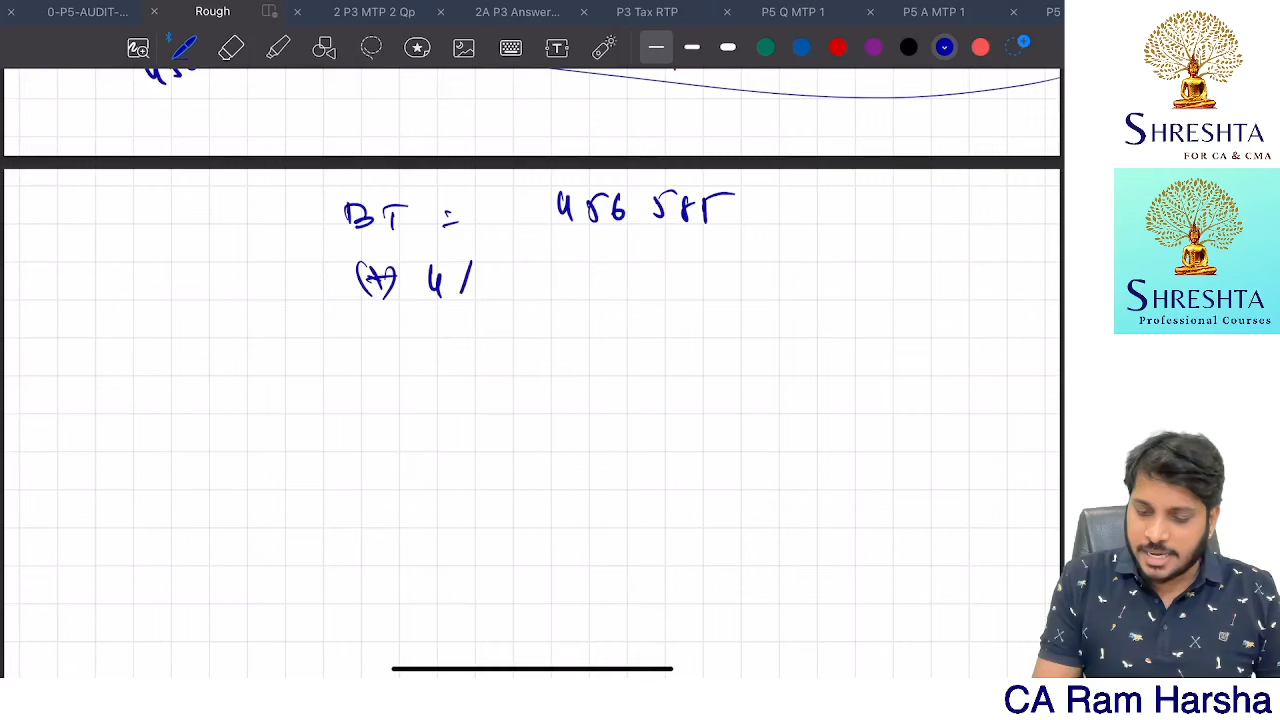 0-P5-AUDIT-... Rough 2 P3 MTP 2 Qp 2A P3 Answer... P3 Tax RTP P5 Q MTP 1 P5 A MTP 1 P5
BT = 456 585
(+) 4 /
SHRESHTA
FOR CA & CMA
SHRESHTA
Professional Courses
CA Ram Harsha